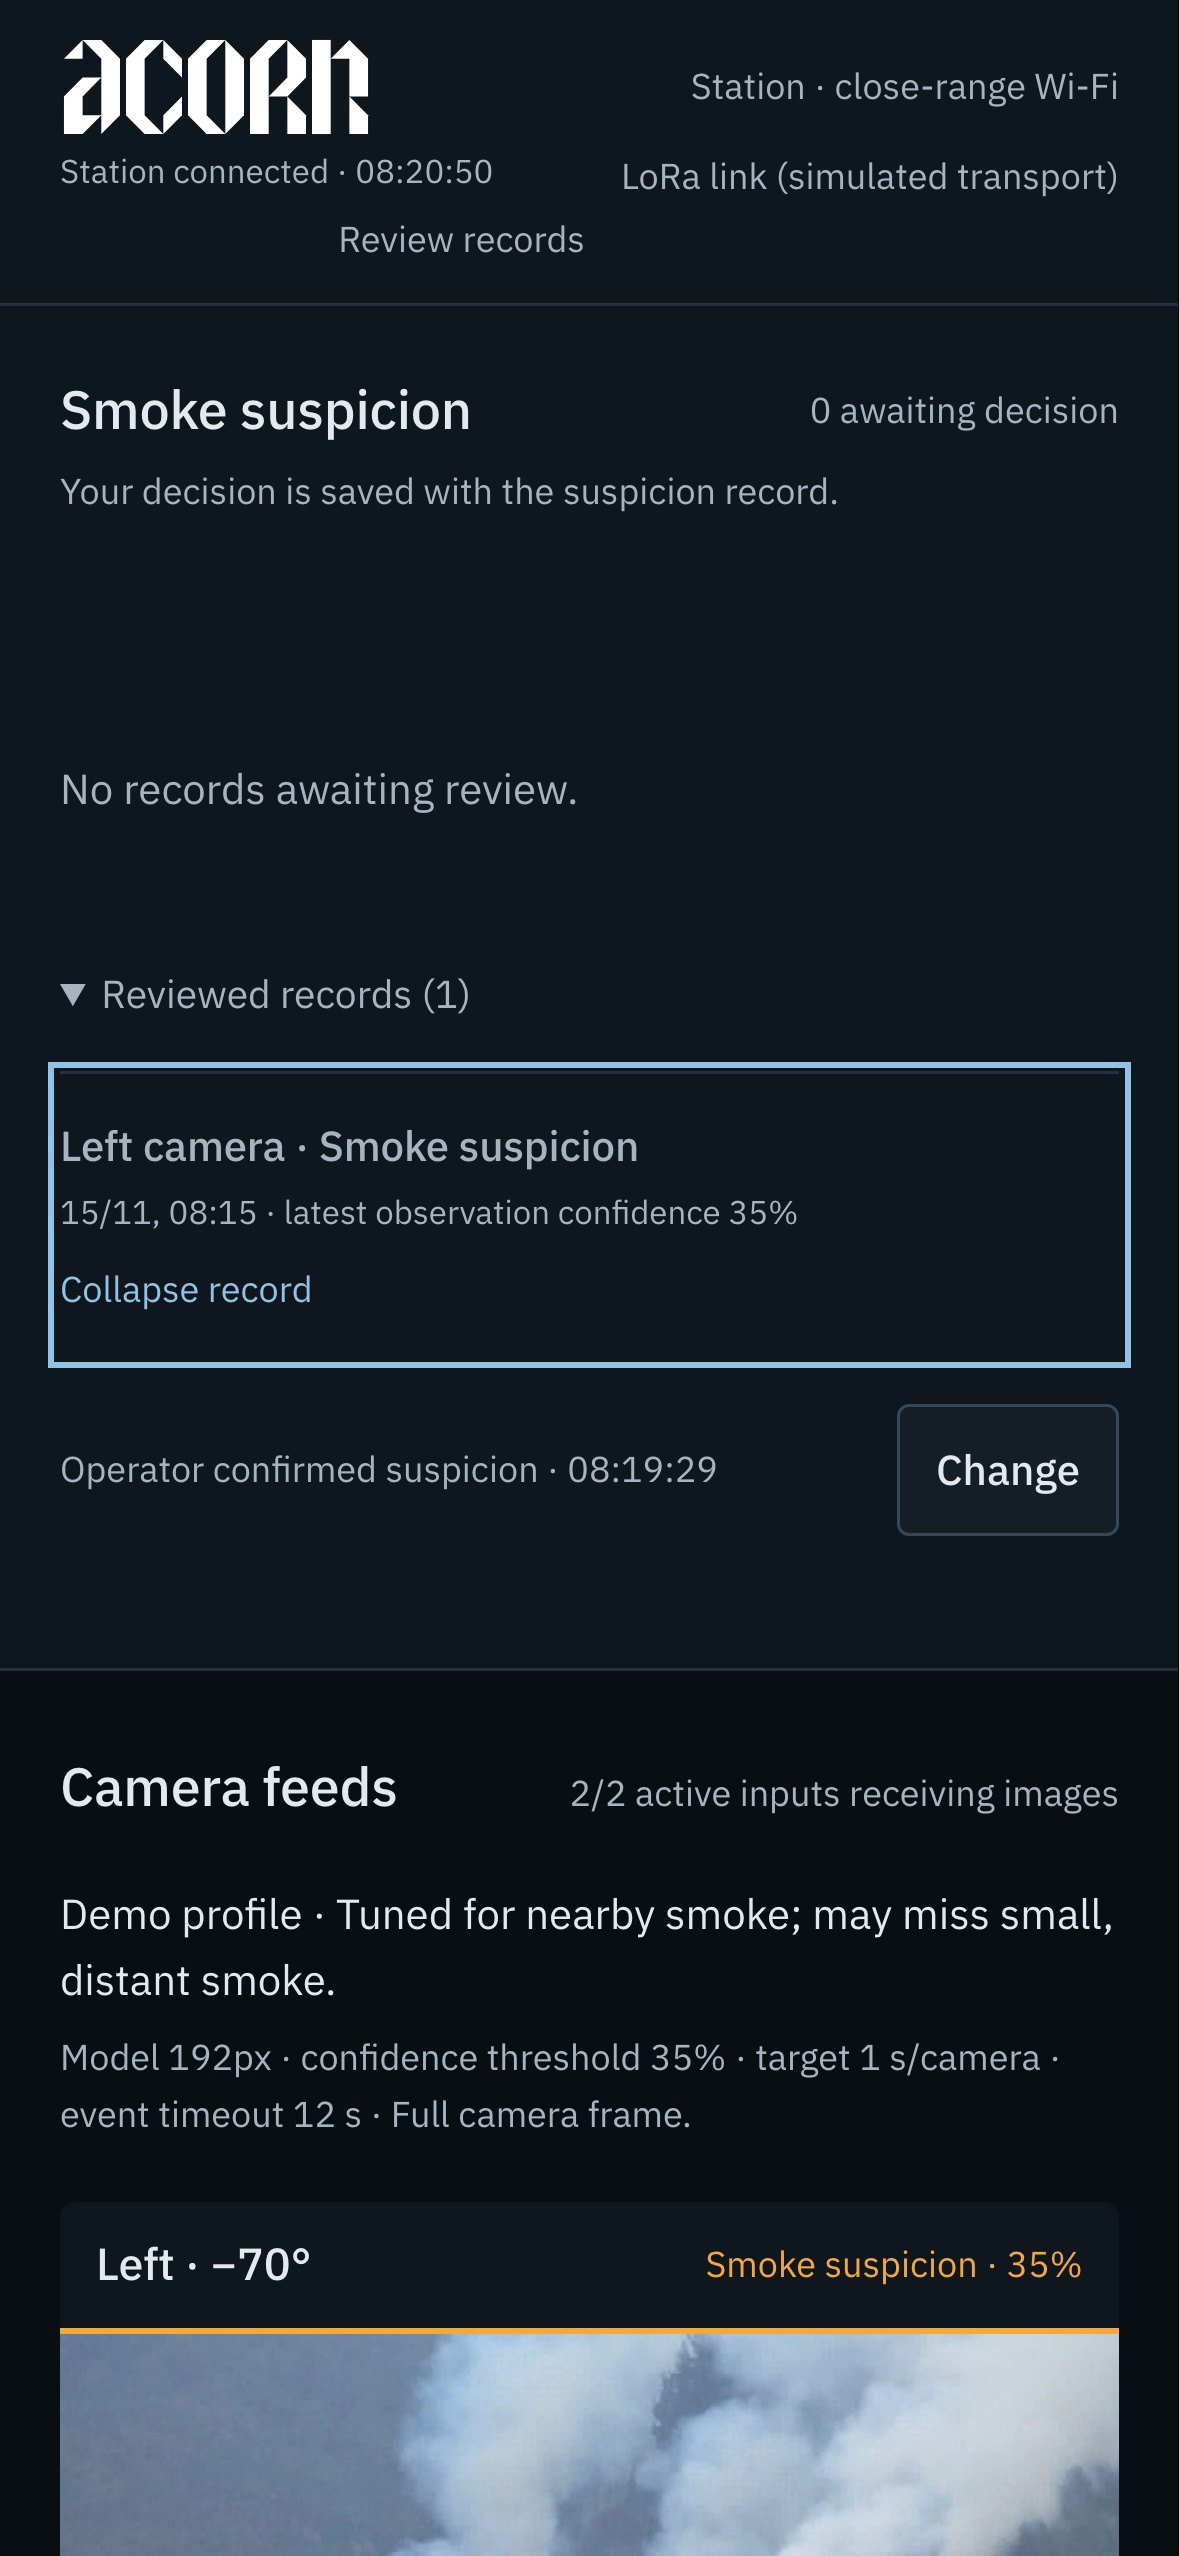 acorn
Station · close-range Wi-Fi
Station connected · 08:20:50
LoRa link (simulated transport)
Review records
Smoke suspicion
0 awaiting decision
Your decision is saved with the suspicion record.
No records awaiting review.
▼ Reviewed records (1)
Left camera · Smoke suspicion
15/11, 08:15 · latest observation confidence 35%
Collapse record
Operator confirmed suspicion · 08:19:29
Change
Camera feeds
2/2 active inputs receiving images
Demo profile · Tuned for nearby smoke; may miss small,
distant smoke.
Model 192px · confidence threshold 35% · target 1 s/camera ·
event timeout 12 s · Full camera frame.
Left · −70°
Smoke suspicion · 35%